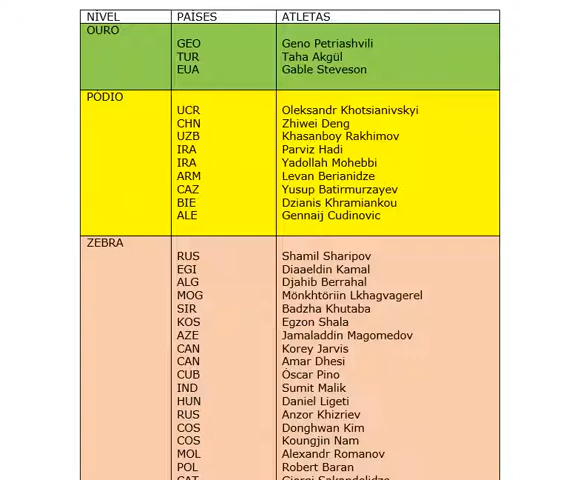 NÍVEL PAISES ATLETAS
OURO
GEO Geno Petriashvili
TUR Taha Akgül
EUA Gable Steveson
PÓDIO
UCR Oleksandr Khotsianivskyi
CHN Zhiwei Deng
UZB Khasanboy Rakhimov
IRA Parviz Hadi
IRA Yadollah Mohebbi
ARM Levan Berianidze
CAZ Yusup Batirmurzayev
BIE Dzianis Khramiankou
ALE Gennaij Cudinovic
ZEBRA
RUS Shamil Sharipov
EGI Diaaeldin Kamal
ALG Djahib Berrahal
MOG Mönkhtöriin Lkhagvagerel
SIR Badzha Khutaba
KOS Egzon Shala
AZE Jamaladdin Magomedov
CAN Korey Jarvis
CAN Amar Dhesi
CUB Óscar Pino
IND Sumit Malik
HUN Daniel Ligeti
RUS Anzor Khizriev
COS Donghwan Kim
COS Koungjin Nam
MOL Alexandr Romanov
POL Robert Baran